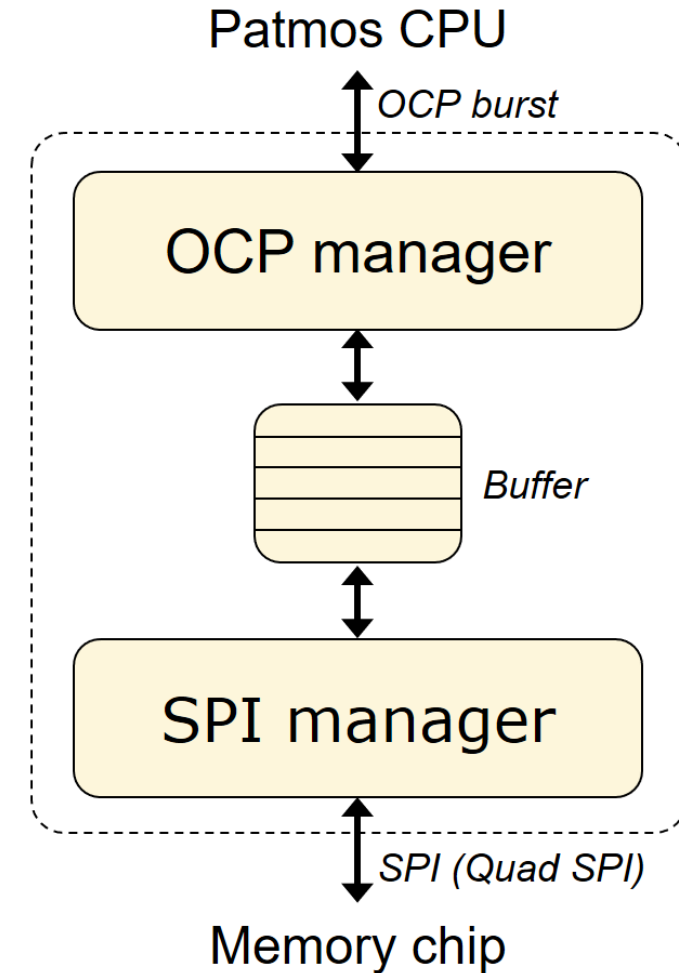 Patmos CPU
OCP burst
OCP manager
Buffer
SPI manager
SPI (Quad SPI)
Memory chip